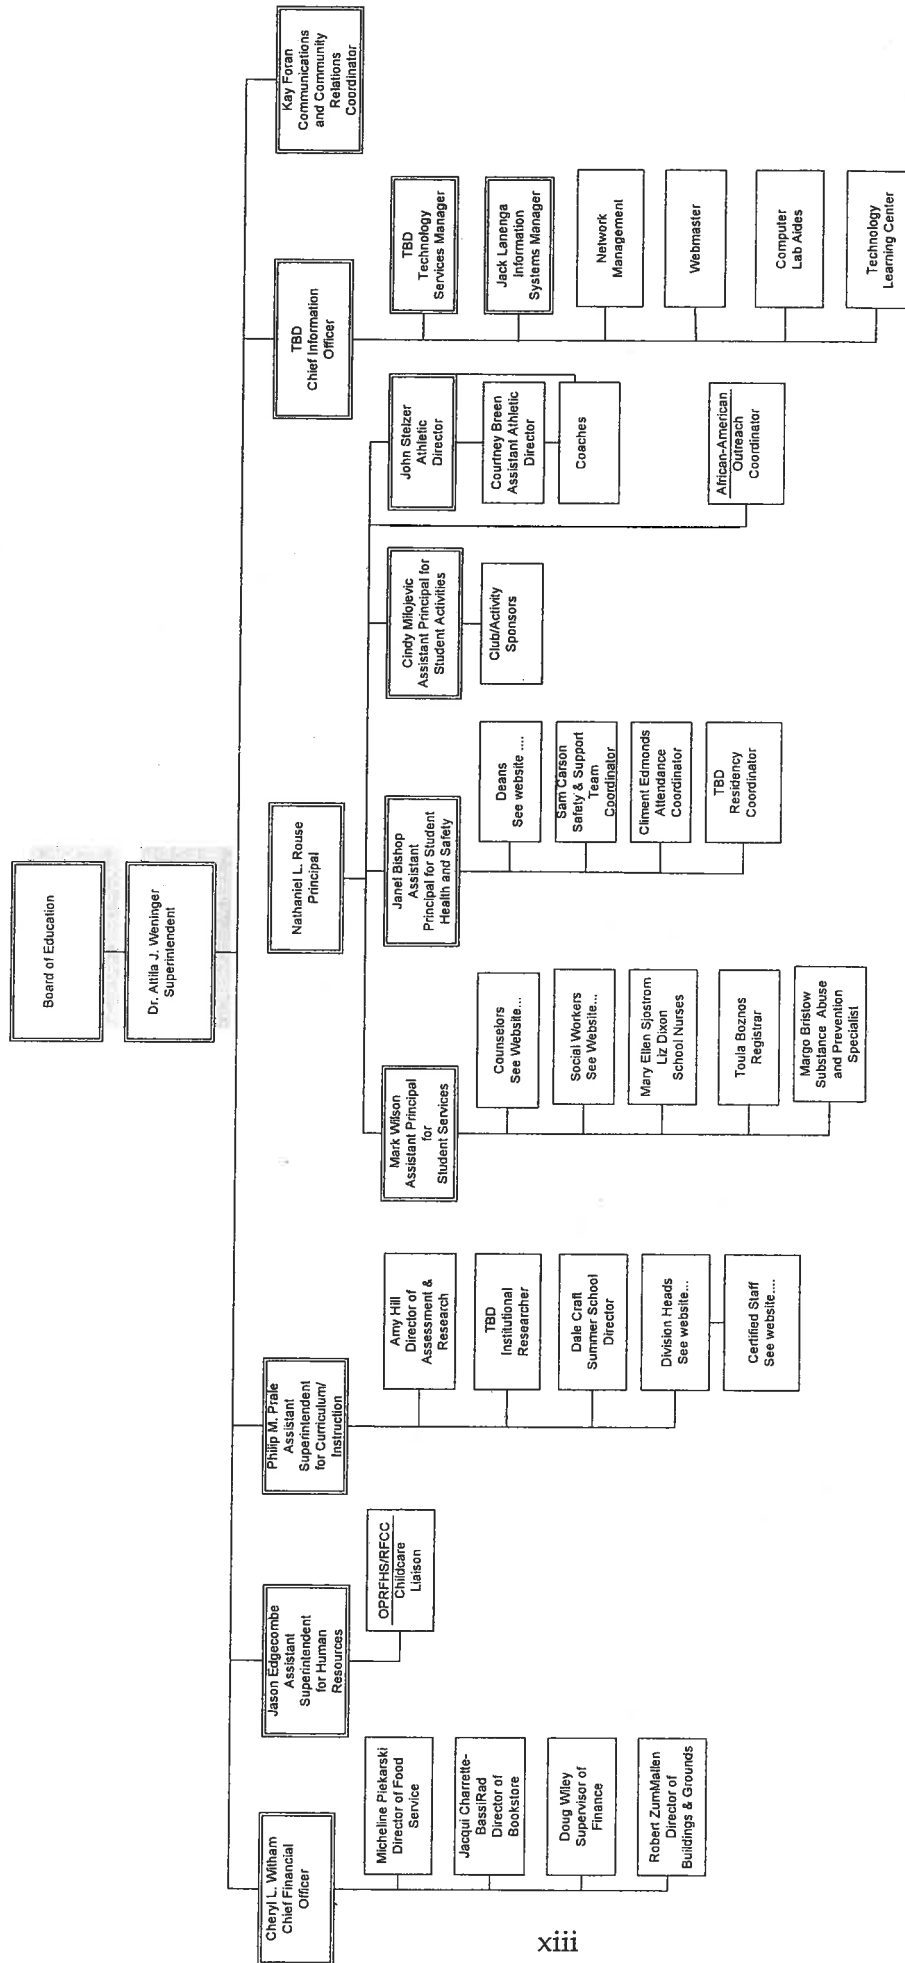 Board of Education
Dr. Attila J. Weninger
Superintendent
Cheryl L. Witham
Chief Financial
Officer
Micheline Piekarski
Director of Food
Service
Jacqui Charrette-
BassiRad
Director of
Bookstore
Doug Wiley
Supervisor of
Finance
Robert ZumMallen
Director of
Buildings & Grounds
Jason Edgecombe
Assistant
Superintendent
for Human
Resources
OPRFHS/RFCC
Childcare
Liaison
Philip M. Prale
Assistant
Superintendent
for Curriculum/
Instruction
Amy Hill
Director of
Assessment &
Research
TBD
Institutional
Researcher
Dale Craft
Summer School
Director
Division Heads
See website...
Certified Staff
See website....
Nathaniel L. Rouse
Principal
Mark Wilson
Assistant Principal
for
Student Services
Counselors
See Website...
Social Workers
See Website...
Mary Ellen Sjostrom
Liz Dixon
School Nurses
Toula Boznos
Registrar
Margo Bristow
Substance Abuse
and Prevention
Specialist
Janel Bishop
Assistant
Principal for Student
Health and Safety
Deans
See website ....
Sam Carson
Safety & Support
Team
Coordinator
Climent Edmonds
Attendance
Coordinator
TBD
Residency
Coordinator
Cindy Milojevic
Assistant Principal for
Student Activities
Club/Activity
Sponsors
John Stelzer
Athletic
Director
Courtney Breen
Assistant Athletic
Director
Coaches
African-American
Outreach
Coordinator
TBD
Chief Information
Officer
TBD
Technology
Services Manager
Jack Lanenga
Information
Systems Manager
Network
Management
Webmaster
Computer
Lab Aides
Technology
Learning Center
Kay Foran
Communications
and Community
Relations
Coordinator
xiii